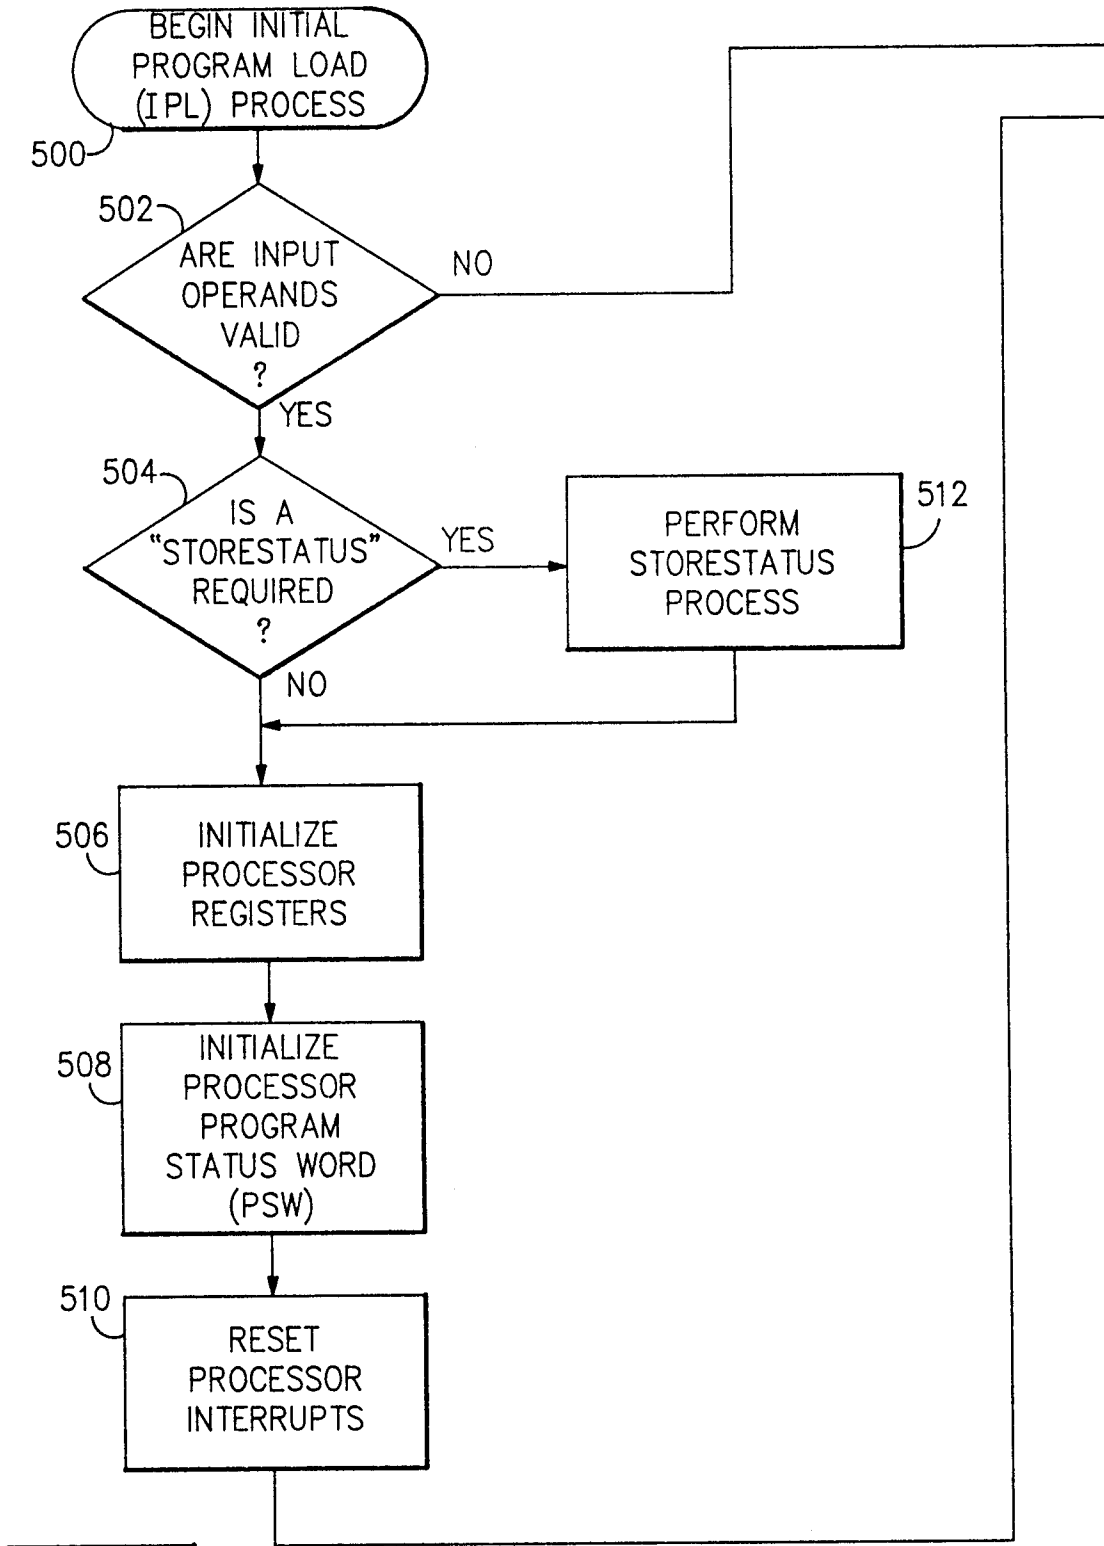 BEGIN INITIAL
PROGRAM LOAD
(IPL) PROCESS
500
502
ARE INPUT
OPERANDS
VALID
?
NO
YES
504
IS A
"STORESTATUS"
REQUIRED
?
YES
NO
512
PERFORM
STORESTATUS
PROCESS
506
INITIALIZE
PROCESSOR
REGISTERS
508
INITIALIZE
PROCESSOR
PROGRAM
STATUS WORD
(PSW)
510
RESET
PROCESSOR
INTERRUPTS